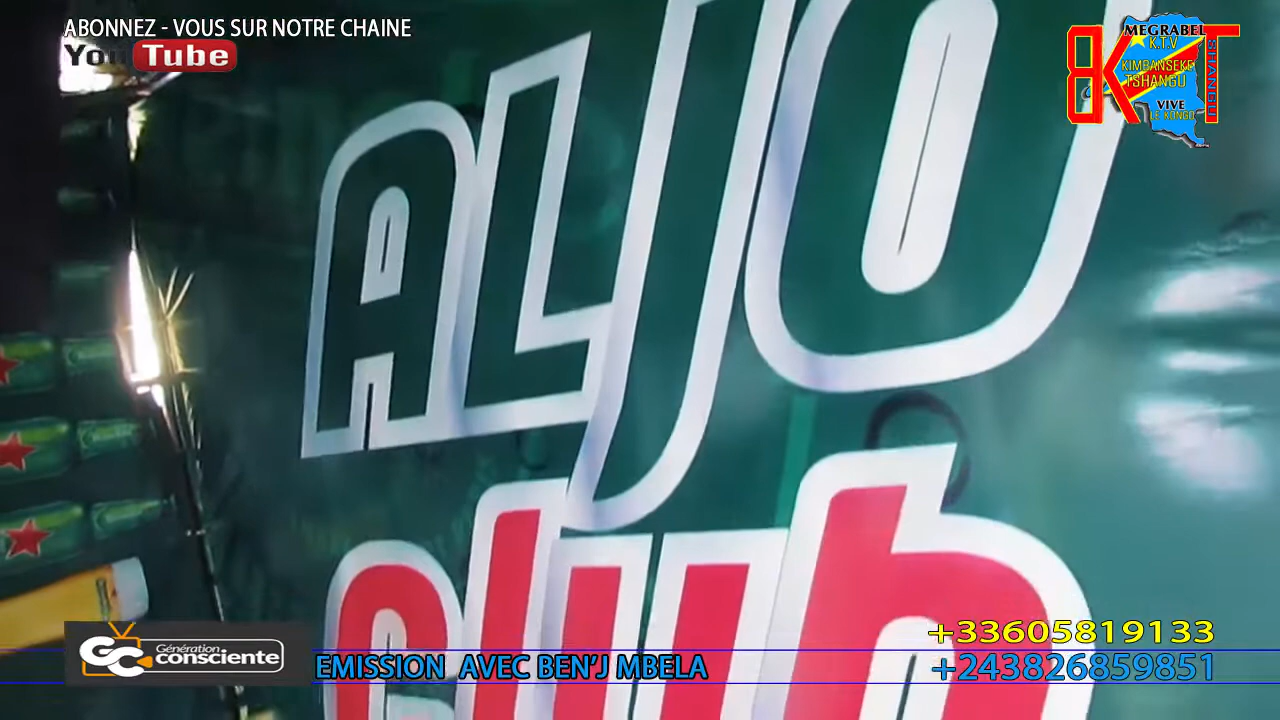 ABONNEZ - VOUS SUR NOTRE CHAINE
YouTube
MEGRABEL
K.T.V
KIMBANSEKE
TSHANGU
VIVE
LE KONGO
SHANGU
ALJO
club
GC Génération
consciente
EMISSION AVEC BEN'J MBELA
+33605819133
+243826859851